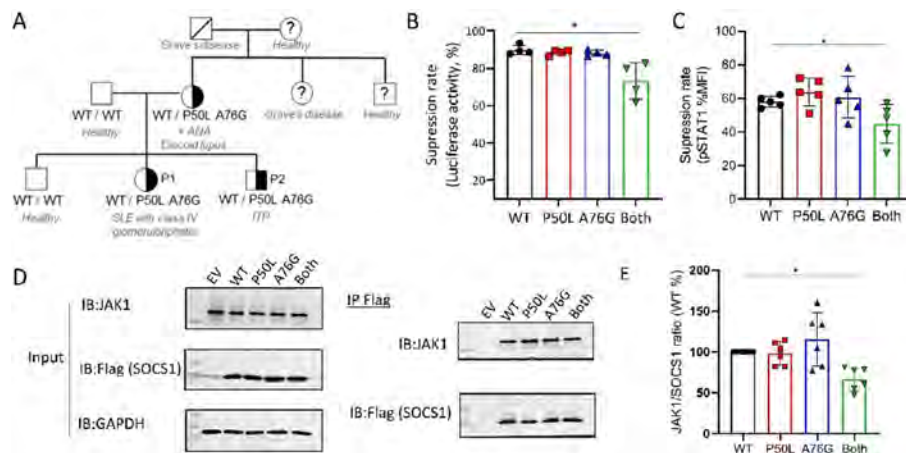 A
Grave's disease
?
Healthy
WT / WT
Healthy
WT / P50L A76G
+ ANA
Discoid lupus
?
Grave's disease
?
Healthy
WT / WT
Healthy
P1
WT / P50L A76G
SLE with class IV
glomerulonephritis
P2
WT / P50L A76G
ITP
B
Supression rate
(Luciferase activity, %)
100
80
60
40
20
0
*
WT P50L A76G Both
C
Supression rate
(pSTAT1 %MFI)
100
80
60
40
20
0
*
WT P50L A76G Both
D
Input
EV WT P50L A76G Both
IB:JAK1
IB:Flag (SOCS1)
IB:GAPDH
IP Flag
EV WT P50L A76G Both
IB:JAK1
IB:Flag (SOCS1)
E
JAK1/SOCS1 ratio (WT %)
200
150
100
50
0
*
WT P50L A76G Both